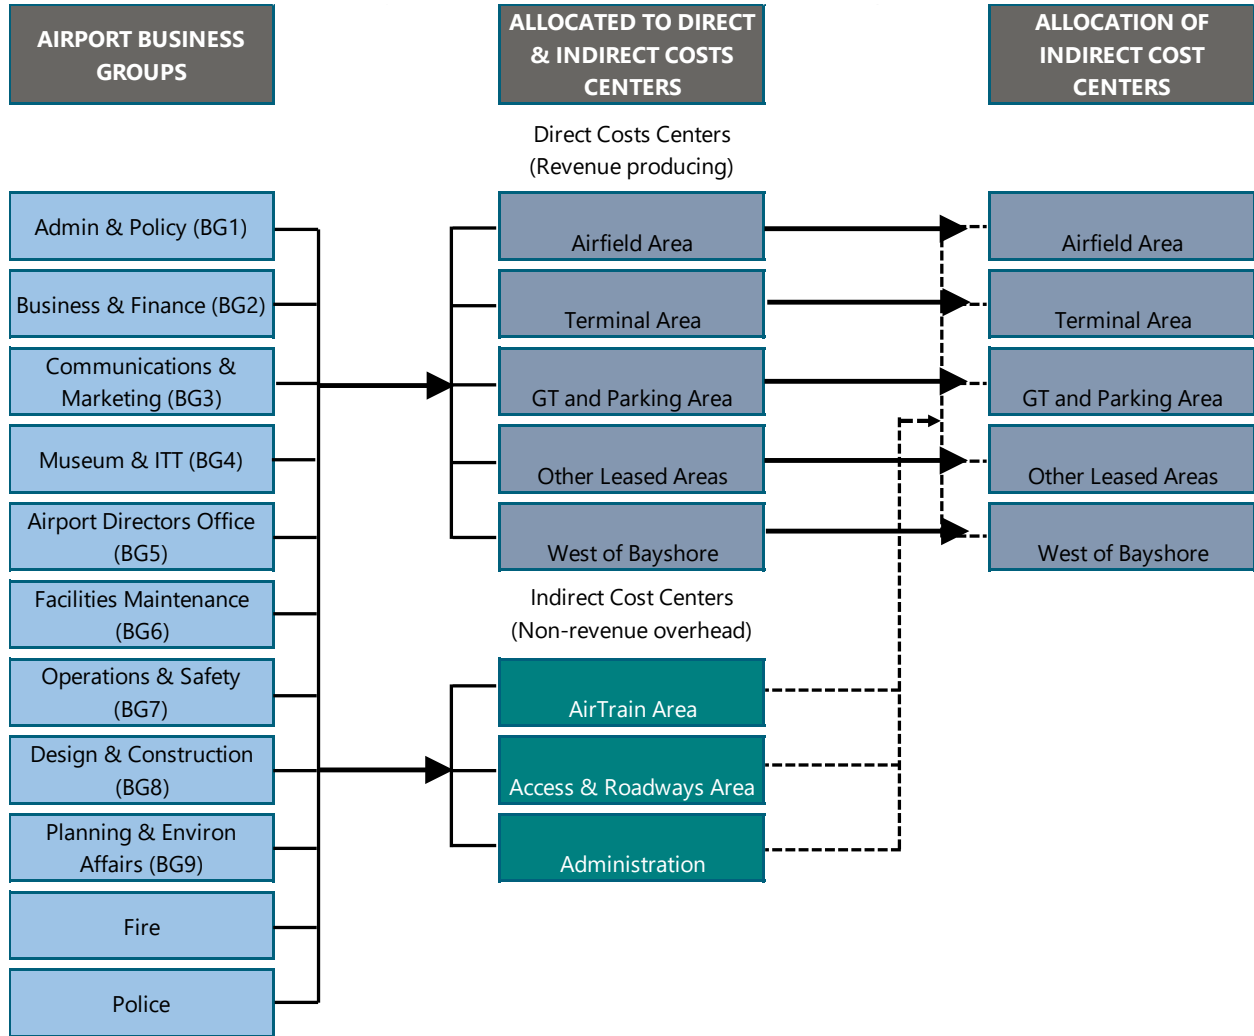 AIRPORT BUSINESS
GROUPS
ALLOCATED TO DIRECT
& INDIRECT COSTS
CENTERS
ALLOCATION OF
INDIRECT COST
CENTERS
Direct Costs Centers
(Revenue producing)
Admin & Policy (BG1)
Business & Finance (BG2)
Communications &
Marketing (BG3)
Museum & ITT (BG4)
Airport Directors Office
(BG5)
Facilities Maintenance
(BG6)
Operations & Safety
(BG7)
Design & Construction
(BG8)
Planning & Environ
Affairs (BG9)
Fire
Police
Airfield Area
Terminal Area
GT and Parking Area
Other Leased Areas
West of Bayshore
Indirect Cost Centers
(Non-revenue overhead)
AirTrain Area
Access & Roadways Area
Administration
Airfield Area
Terminal Area
GT and Parking Area
Other Leased Areas
West of Bayshore